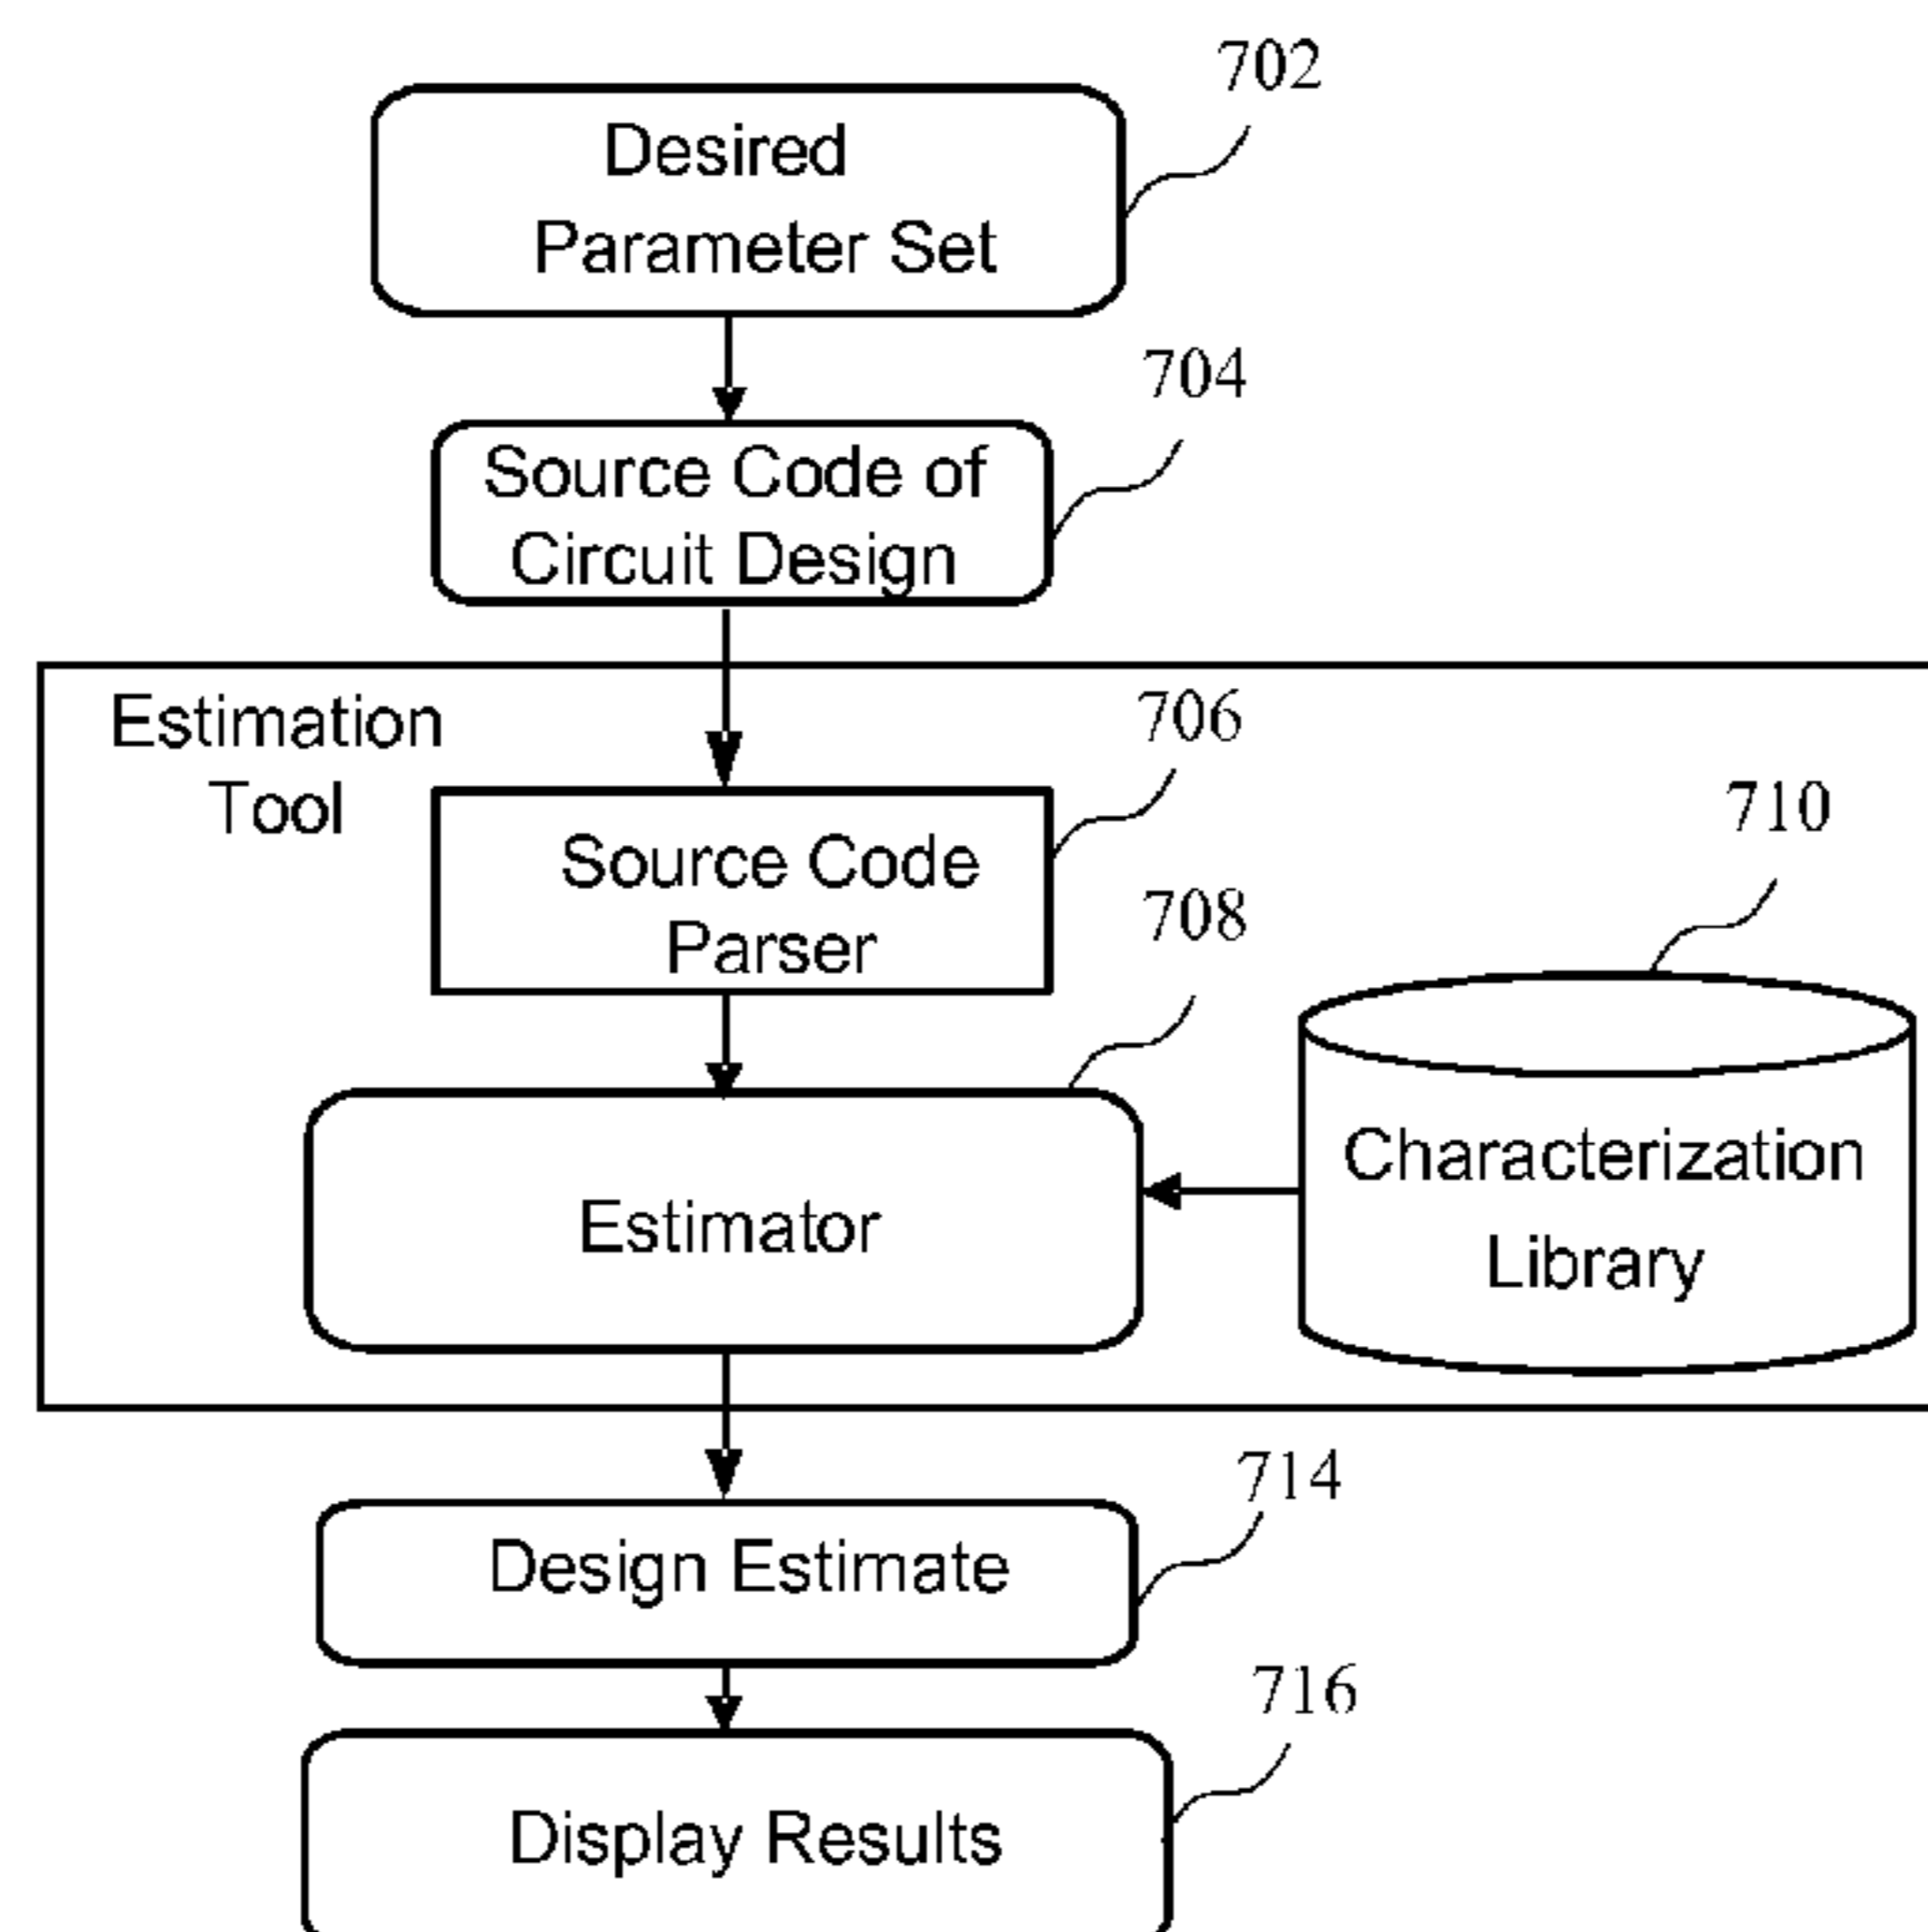 702
Desired
Parameter Set
704
Source Code of
Circuit Design
Estimation
Tool
706
Source Code
Parser
710
708
Characterization
Library
Estimator
714
Design Estimate
716
Display Results